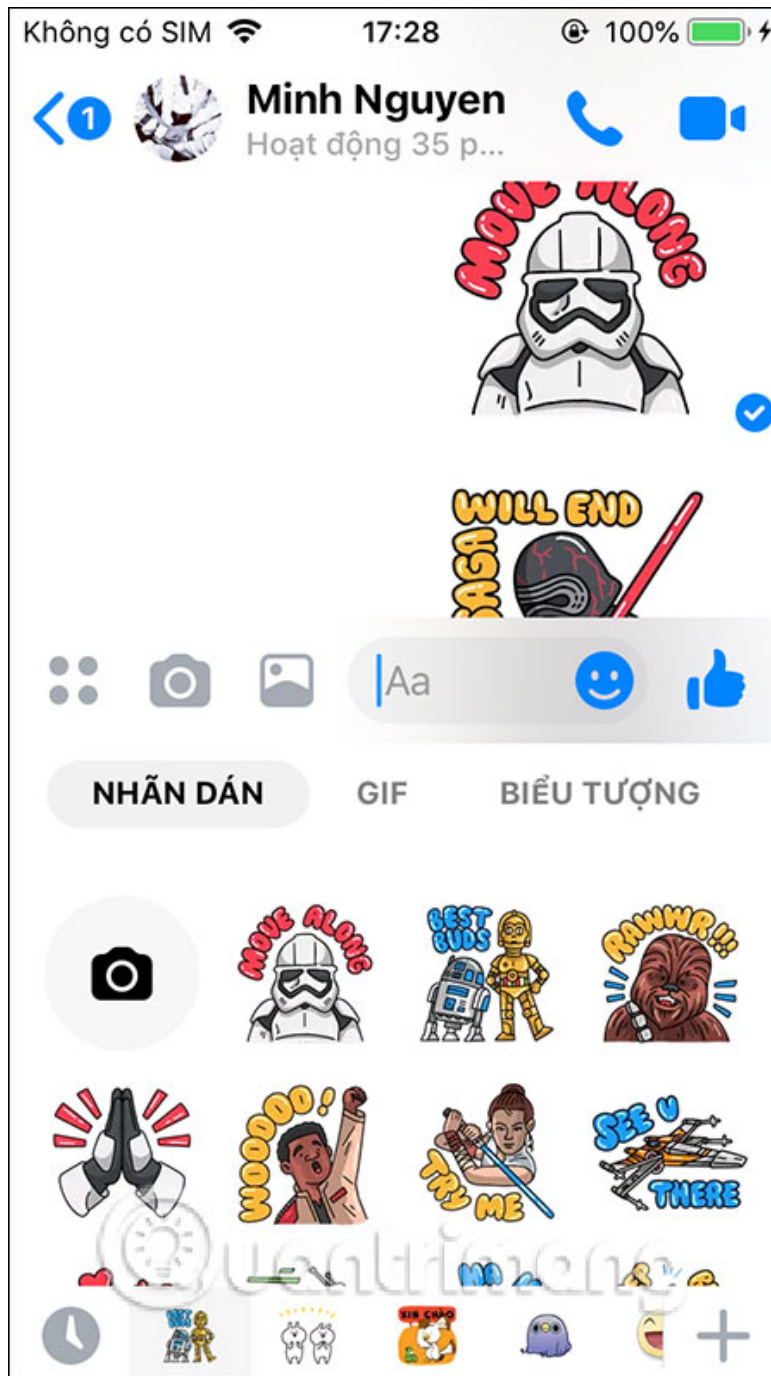 Không có SIM 17:28 100%
1 Minh Nguyen
Hoạt động 35 p...
MOVE ALONG
WILL END
SAGA
Aa
NHÃN DÁN GIF BIỂU TƯỢNG
MOVE ALONG
BEST BUDS
RAWWR!!!
WOOOOO!
TRY ME
SEE U THERE
Quantrimang
XIN CHÀO